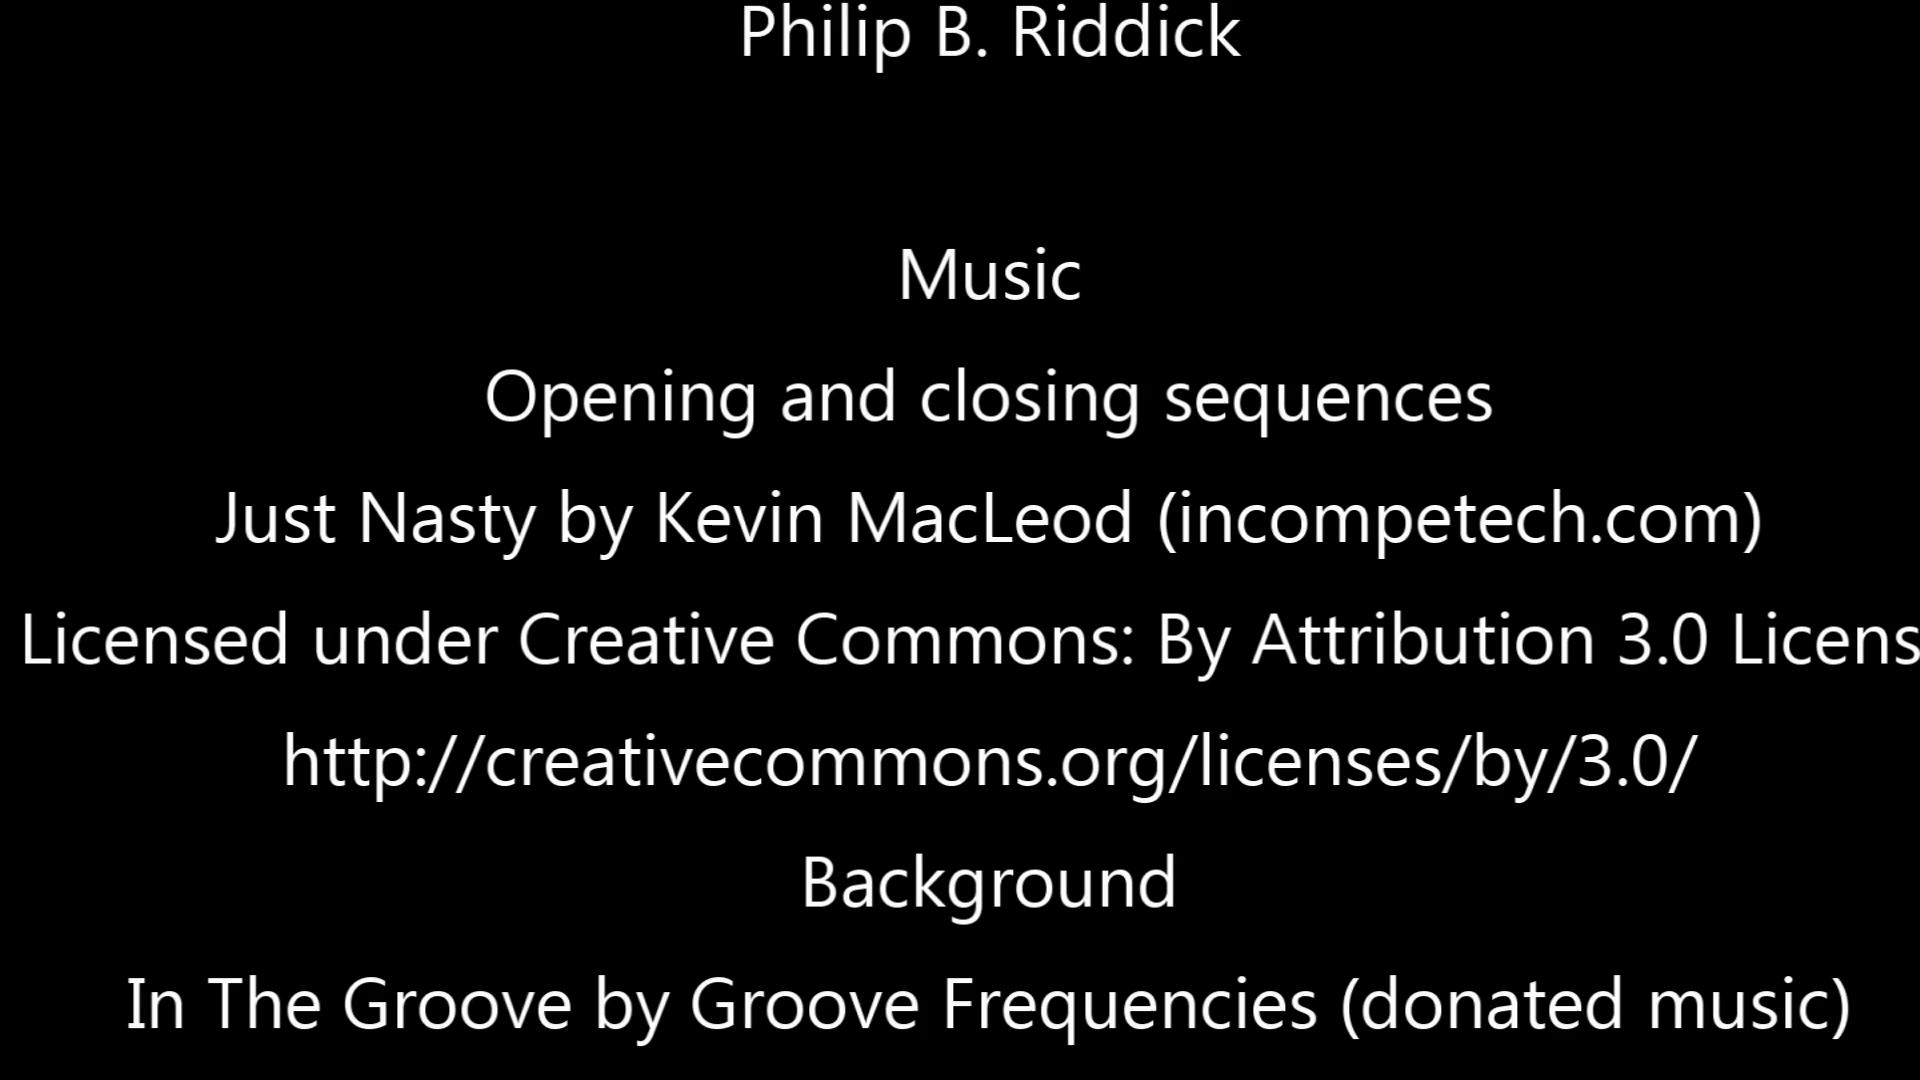 Philip B. Riddick
Music
Opening and closing sequences
Just Nasty by Kevin MacLeod (incompetech.com)
Licensed under Creative Commons: By Attribution 3.0 Licens
http://creativecommons.org/licenses/by/3.0/
Background
In The Groove by Groove Frequencies (donated music)